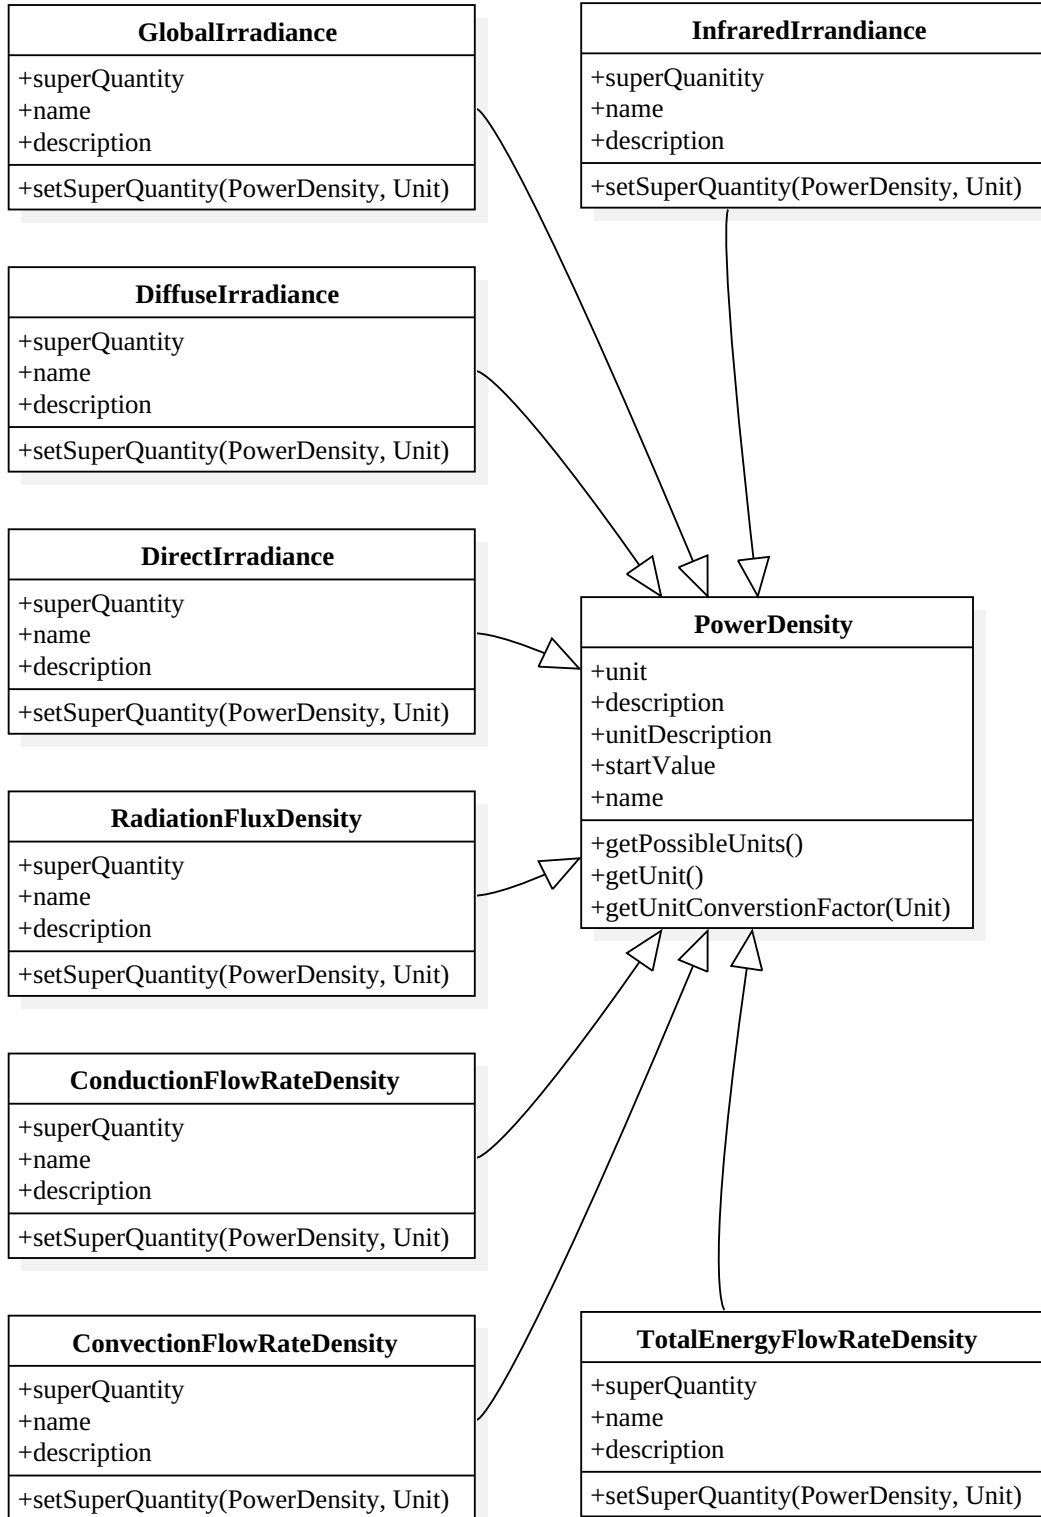 GlobalIrradiance
+superQuantity
+name
+description
+setSuperQuantity(PowerDensity, Unit)
InfraredIrrandiance
+superQuanitity
+name
+description
+setSuperQuantity(PowerDensity, Unit)
DiffuseIrradiance
+superQuantity
+name
+description
+setSuperQuantity(PowerDensity, Unit)
DirectIrradiance
+superQuantity
+name
+description
+setSuperQuantity(PowerDensity, Unit)
PowerDensity
+unit
+description
+unitDescription
+startValue
+name
+getPossibleUnits()
+getUnit()
+getUnitConverstionFactor(Unit)
RadiationFluxDensity
+superQuantity
+name
+description
+setSuperQuantity(PowerDensity, Unit)
ConductionFlowRateDensity
+superQuantity
+name
+description
+setSuperQuantity(PowerDensity, Unit)
ConvectionFlowRateDensity
+superQuantity
+name
+description
+setSuperQuantity(PowerDensity, Unit)
TotalEnergyFlowRateDensity
+superQuantity
+name
+description
+setSuperQuantity(PowerDensity, Unit)